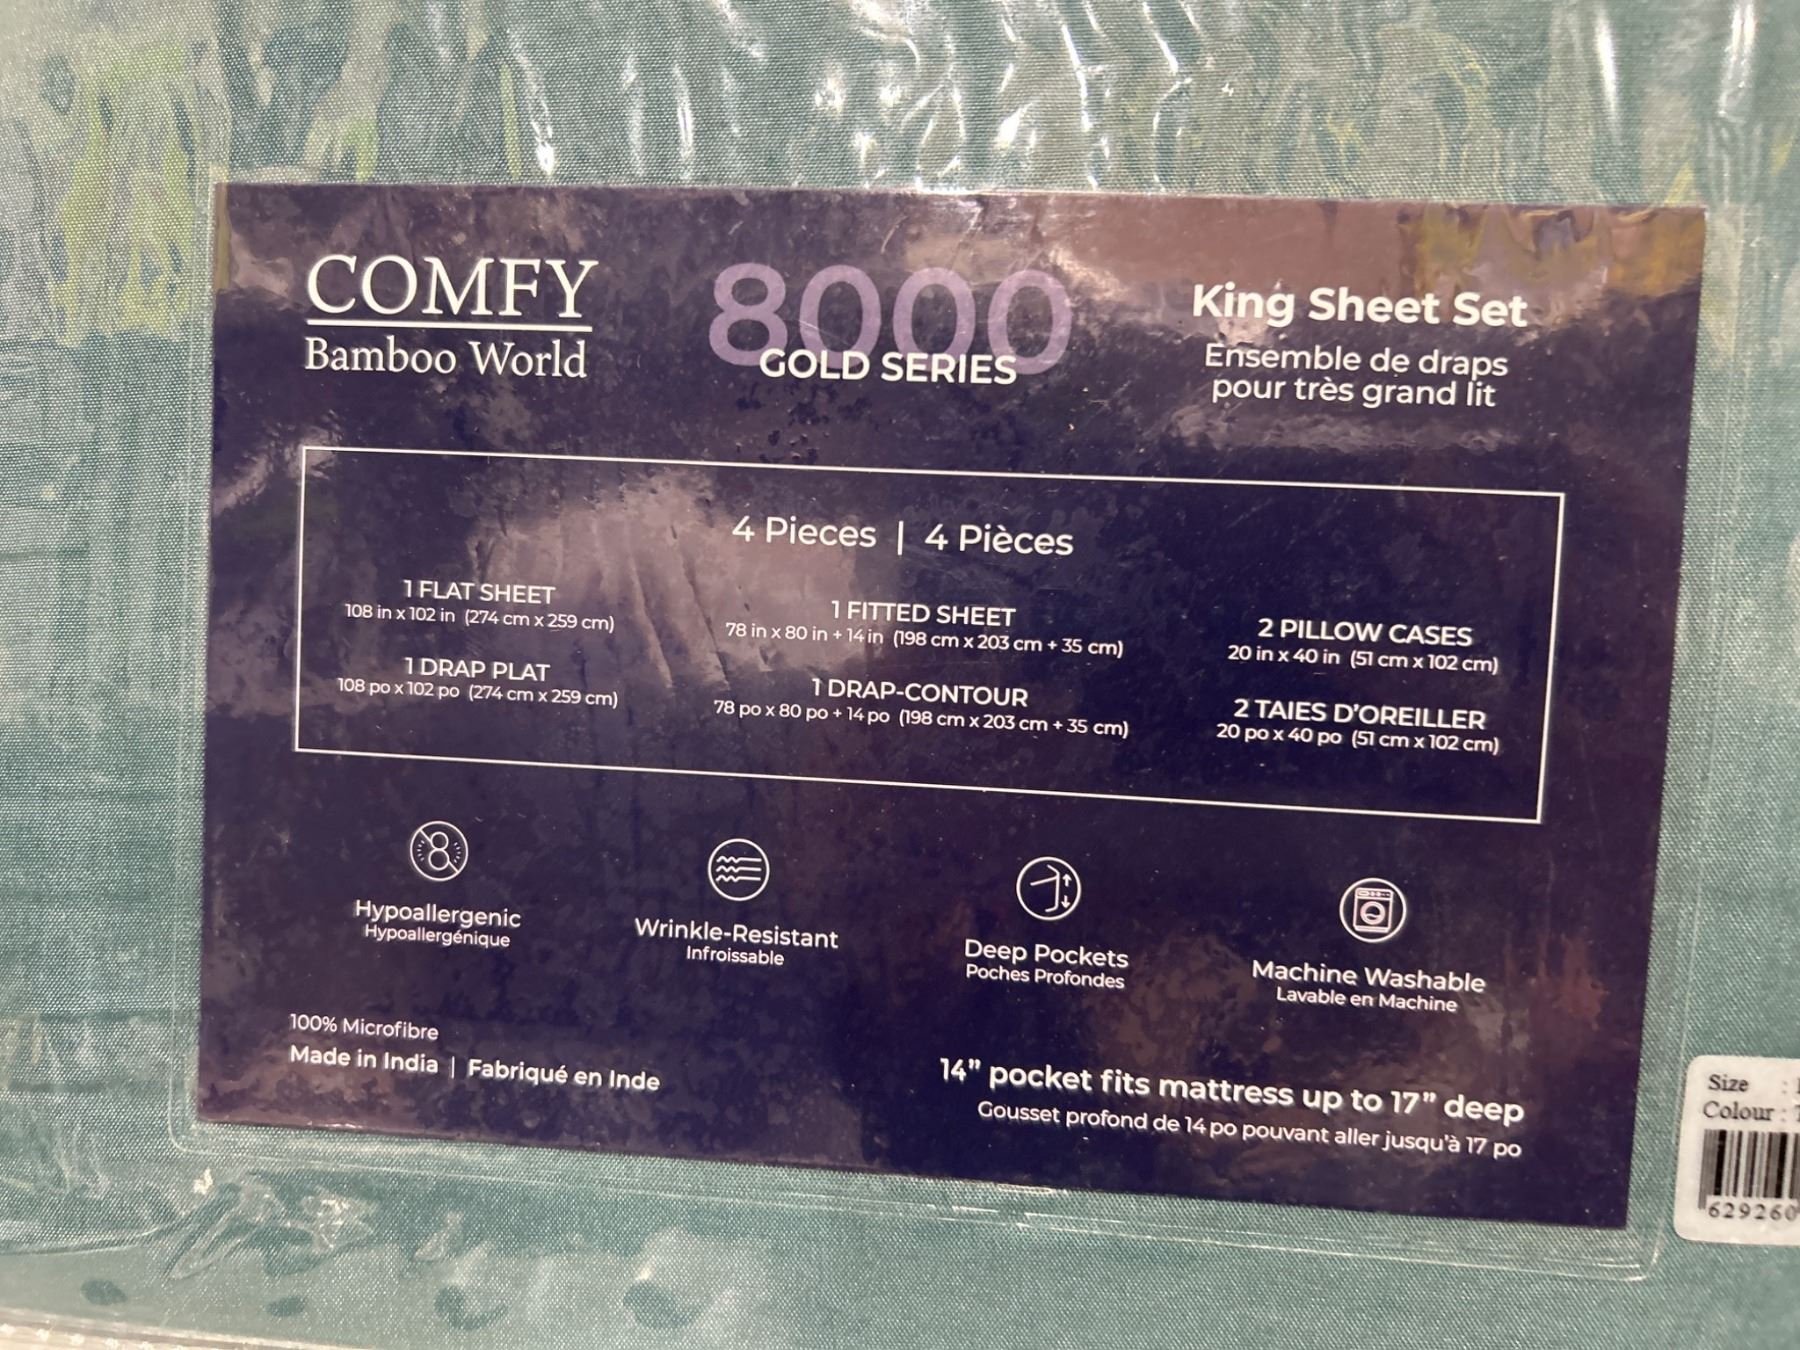 COMFY
Bamboo World
8000
GOLD SERIES
King Sheet Set
Ensemble de draps
pour très grand lit
4 Pieces | 4 Pièces
1 FLAT SHEET
108 in x 102 in (274 cm x 259 cm)
1 DRAP PLAT
108 po x 102 po (274 cm x 259 cm)
1 FITTED SHEET
78 in x 80 in + 14 in (198 cm x 203 cm + 35 cm)
1 DRAP-CONTOUR
78 po x 80 po + 14 po (198 cm x 203 cm + 35 cm)
2 PILLOW CASES
20 in x 40 in (51 cm x 102 cm)
2 TAIES D'OREILLER
20 po x 40 po (51 cm x 102 cm)
Hypoallergenic
Hypoallergénique
Wrinkle-Resistant
Infroissable
Deep Pockets
Poches Profondes
Machine Washable
Lavable en Machine
100% Microfibre
Made in India | Fabriqué en Inde
14" pocket fits mattress up to 17" deep
Gousset profond de 14 po pouvant aller jusqu'à 17 po
Size :
Colour :
629260